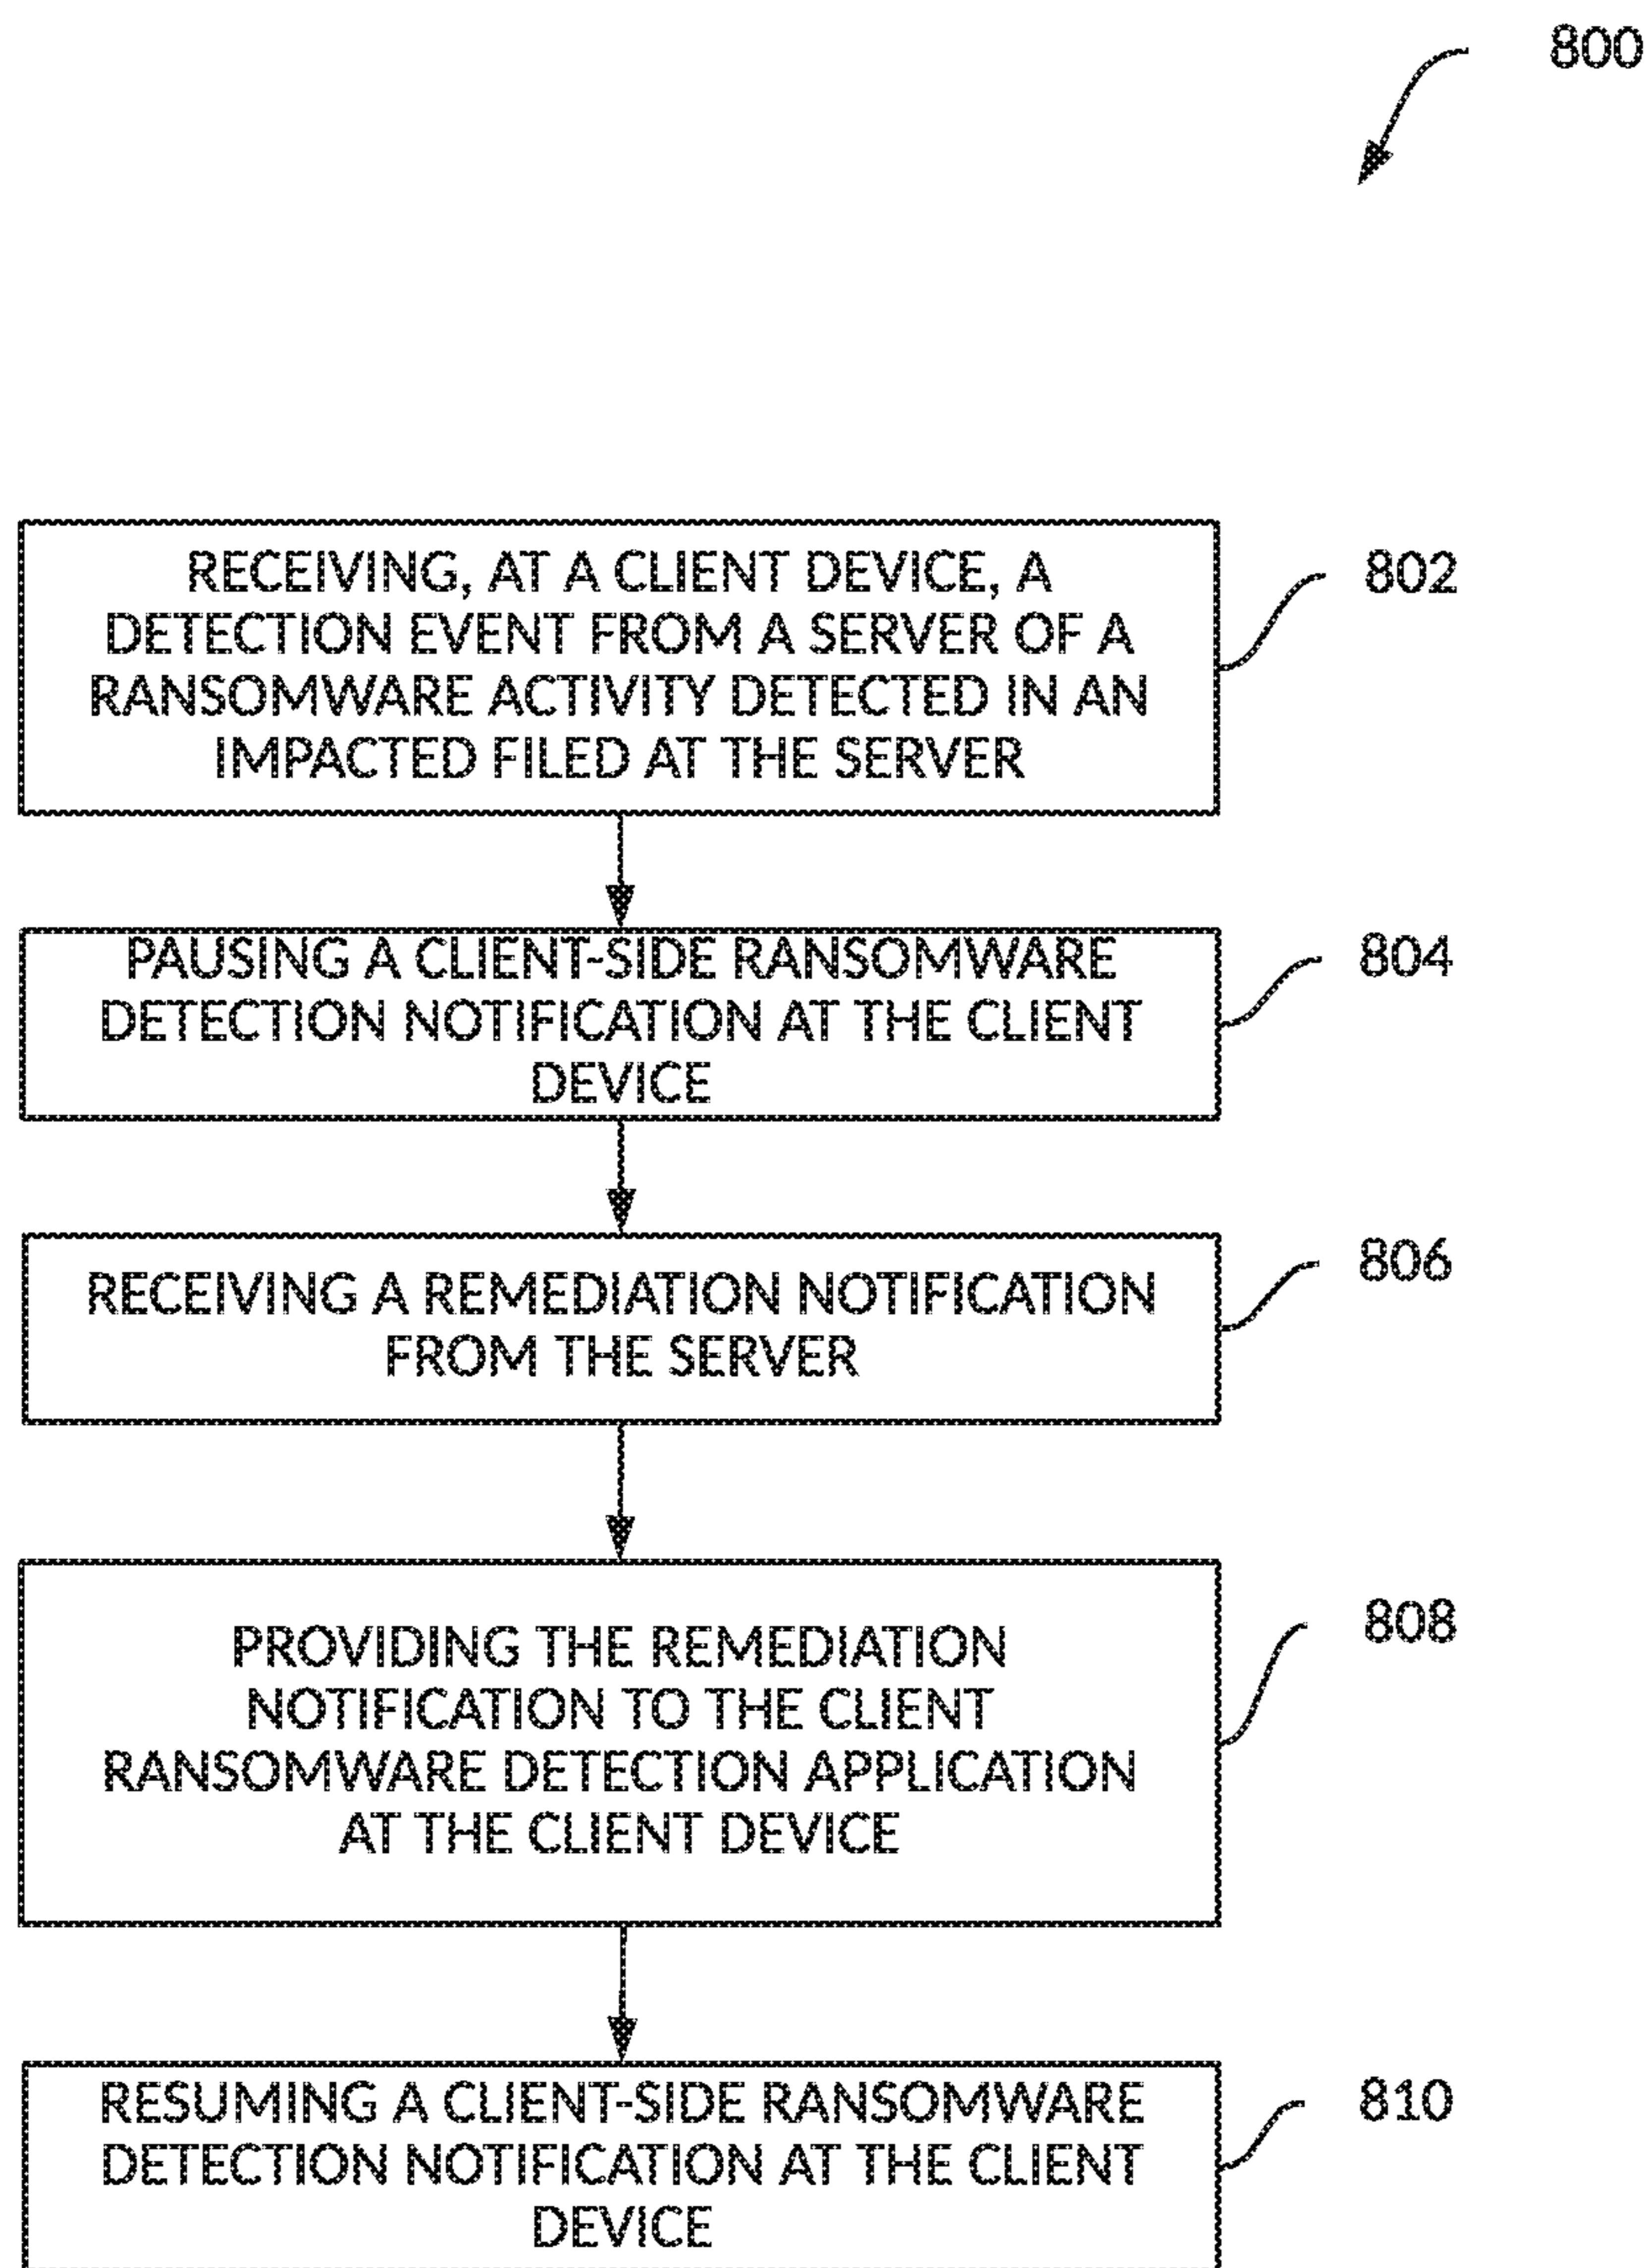 800
RECEIVING, AT A CLIENT DEVICE, A
DETECTION EVENT FROM A SERVER OF A
RANSOMWARE ACTIVITY DETECTED IN AN
IMPACTED FILED AT THE SERVER
802
PAUSING A CLIENT-SIDE RANSOMWARE
DETECTION NOTIFICATION AT THE CLIENT
DEVICE
804
RECEIVING A REMEDIATION NOTIFICATION
FROM THE SERVER
806
PROVIDING THE REMEDIATION
NOTIFICATION TO THE CLIENT
RANSOMWARE DETECTION APPLICATION
AT THE CLIENT DEVICE
808
RESUMING A CLIENT-SIDE RANSOMWARE
DETECTION NOTIFICATION AT THE CLIENT
DEVICE
810